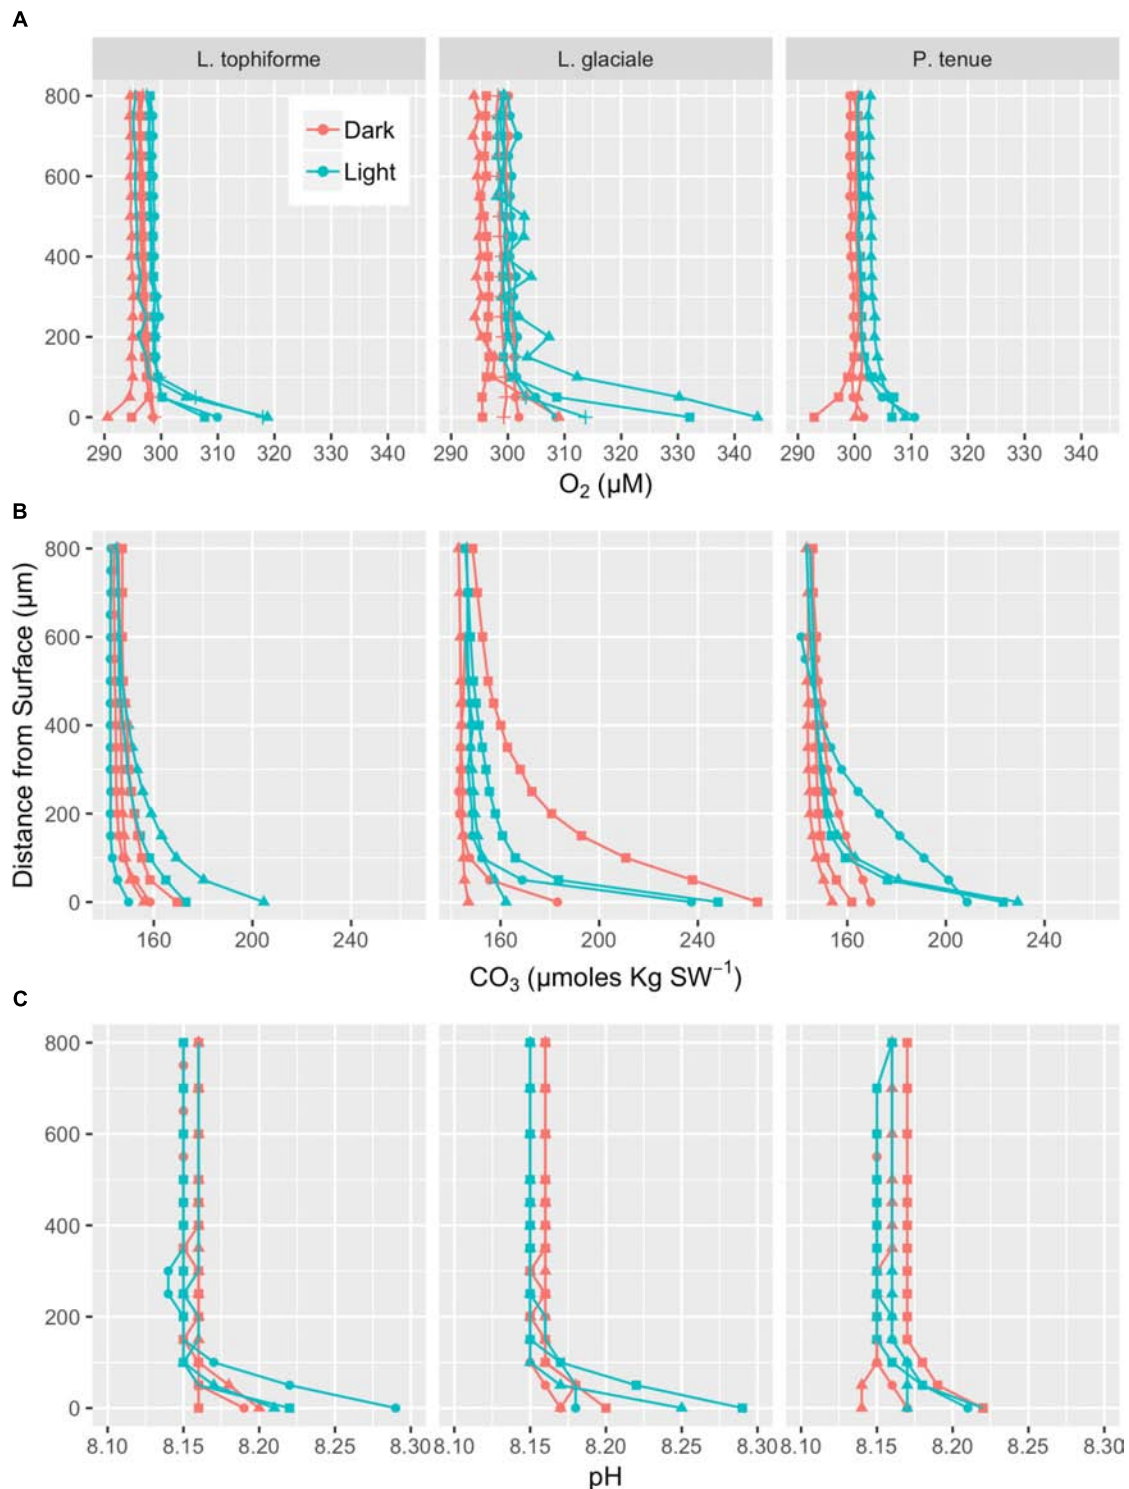 A
L. tophiforme L. glaciale P. tenue
Dark
Light
800
600
400
200
0
290 300 310 320 330 340 290 300 310 320 330 340 290 300 310 320 330 340
O₂ (µM)
B
800
600
400
200
0
160 200 240 160 200 240 160 200 240
CO₃ (µmoles Kg SW⁻¹)
Distance from Surface (µm)
C
800
600
400
200
0
8.10 8.15 8.20 8.25 8.30 8.10 8.15 8.20 8.25 8.30 8.10 8.15 8.20 8.25 8.30
pH